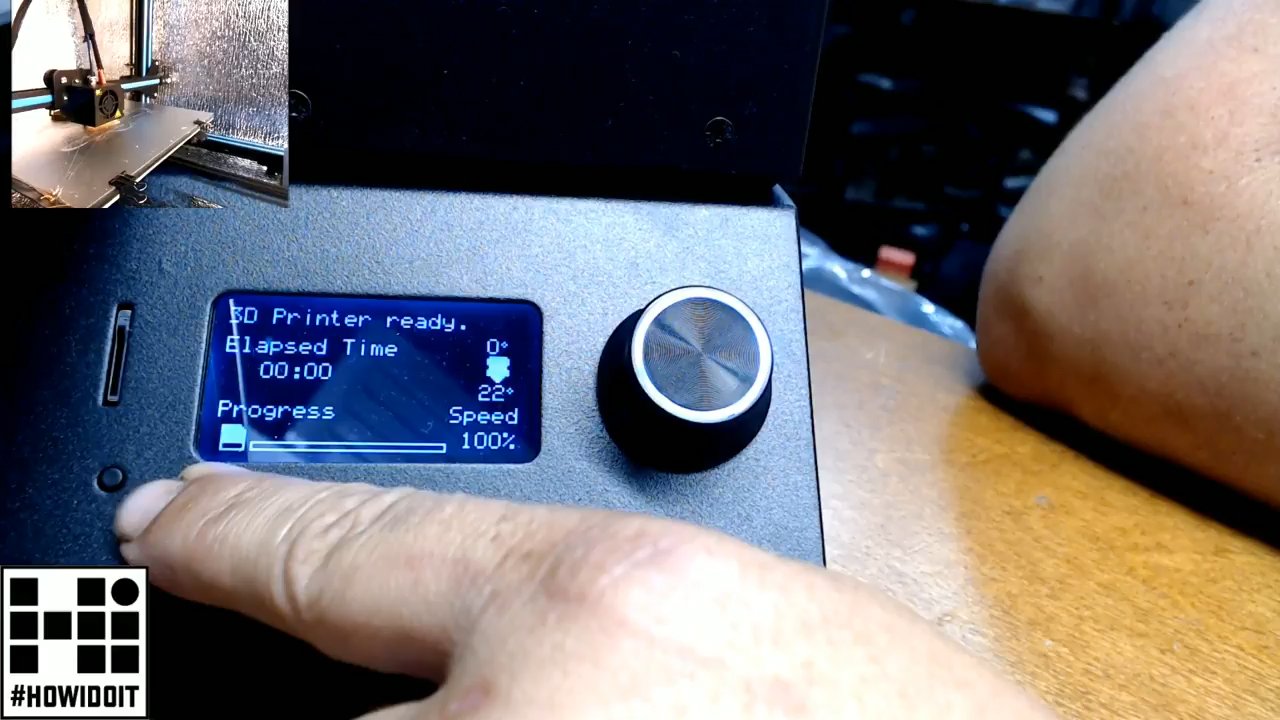 3D Printer ready.
Elapsed Time 0°
00:00
22°
Progress Speed
100%
#HOWIDOIT